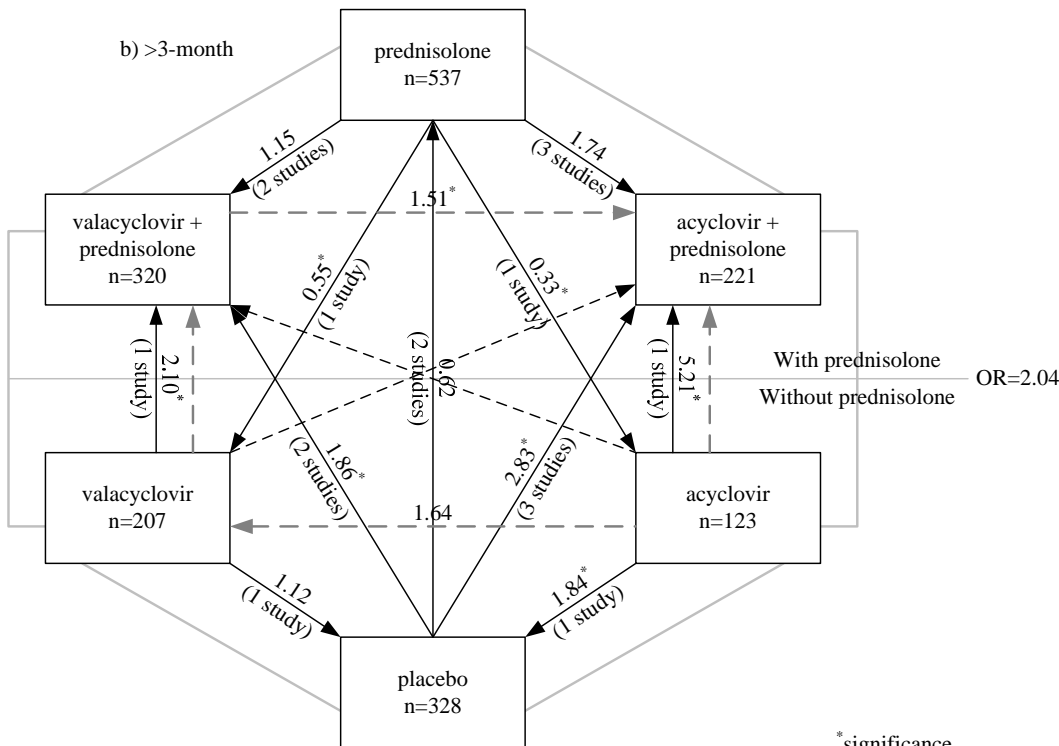 b) >3-month
prednisolone
n=537
1.15
(2 studies)
1.74
(3 studies)
valacyclovir +
prednisolone
n=320
1.51*
acyclovir +
prednisolone
n=221
0.55*
(1 study)
0.33*
(1 study)
2.10*
(1 study)
0.62
(2 studies)
5.21*
(1 study)
With prednisolone
Without prednisolone
OR=2.04
1.86*
(2 studies)
2.83*
(3 studies)
valacyclovir
n=207
1.64
acyclovir
n=123
1.12
(1 study)
1.84*
(1 study)
placebo
n=328
*significance